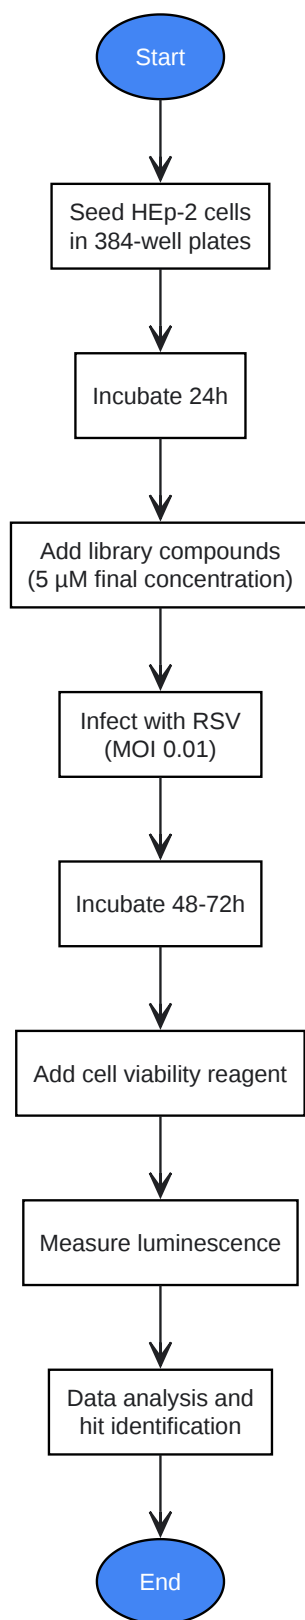 Start
Seed HEp-2 cells
in 384-well plates
Incubate 24h
Add library compounds
(5 µM final concentration)
Infect with RSV
(MOI 0.01)
Incubate 48-72h
Add cell viability reagent
Measure luminescence
Data analysis and
hit identification
End